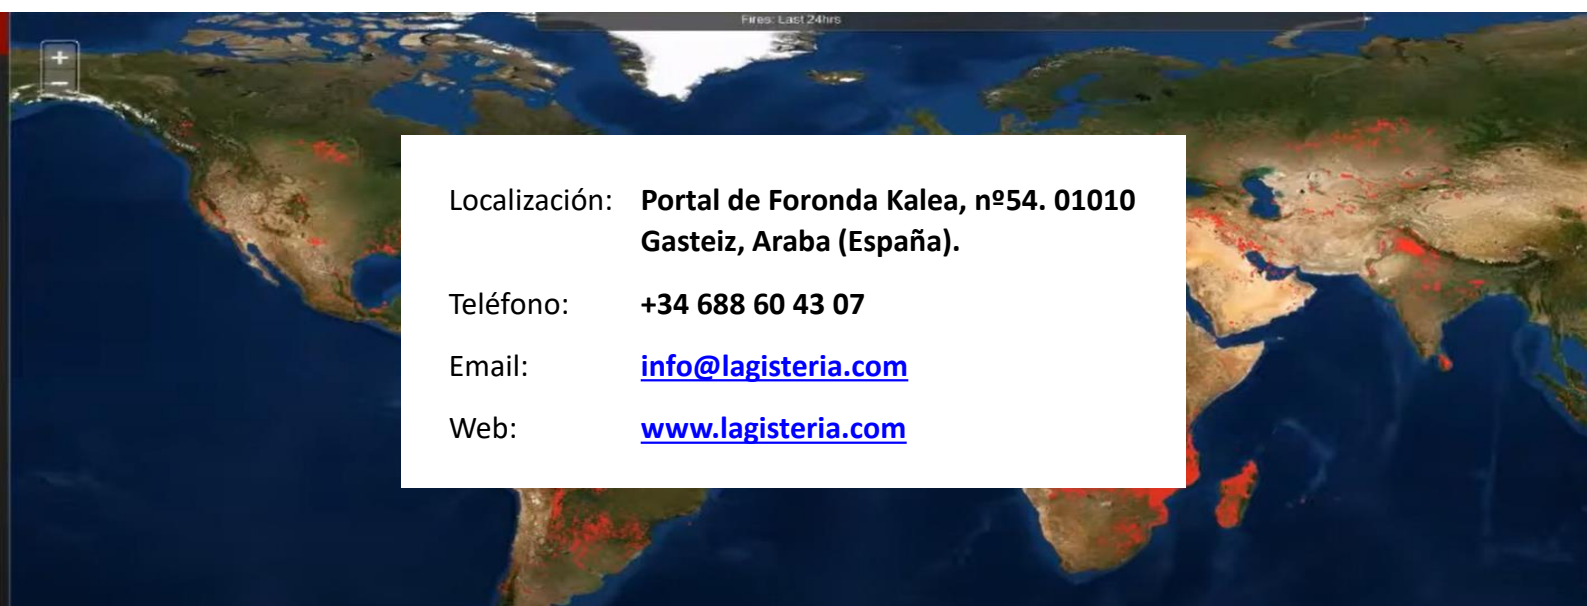 Fires: Last 24hrs
+
−
Localización: Portal de Foronda Kalea, nº54. 01010
Gasteiz, Araba (España).
Teléfono: +34 688 60 43 07
Email: info@lagisteria.com
Web: www.lagisteria.com